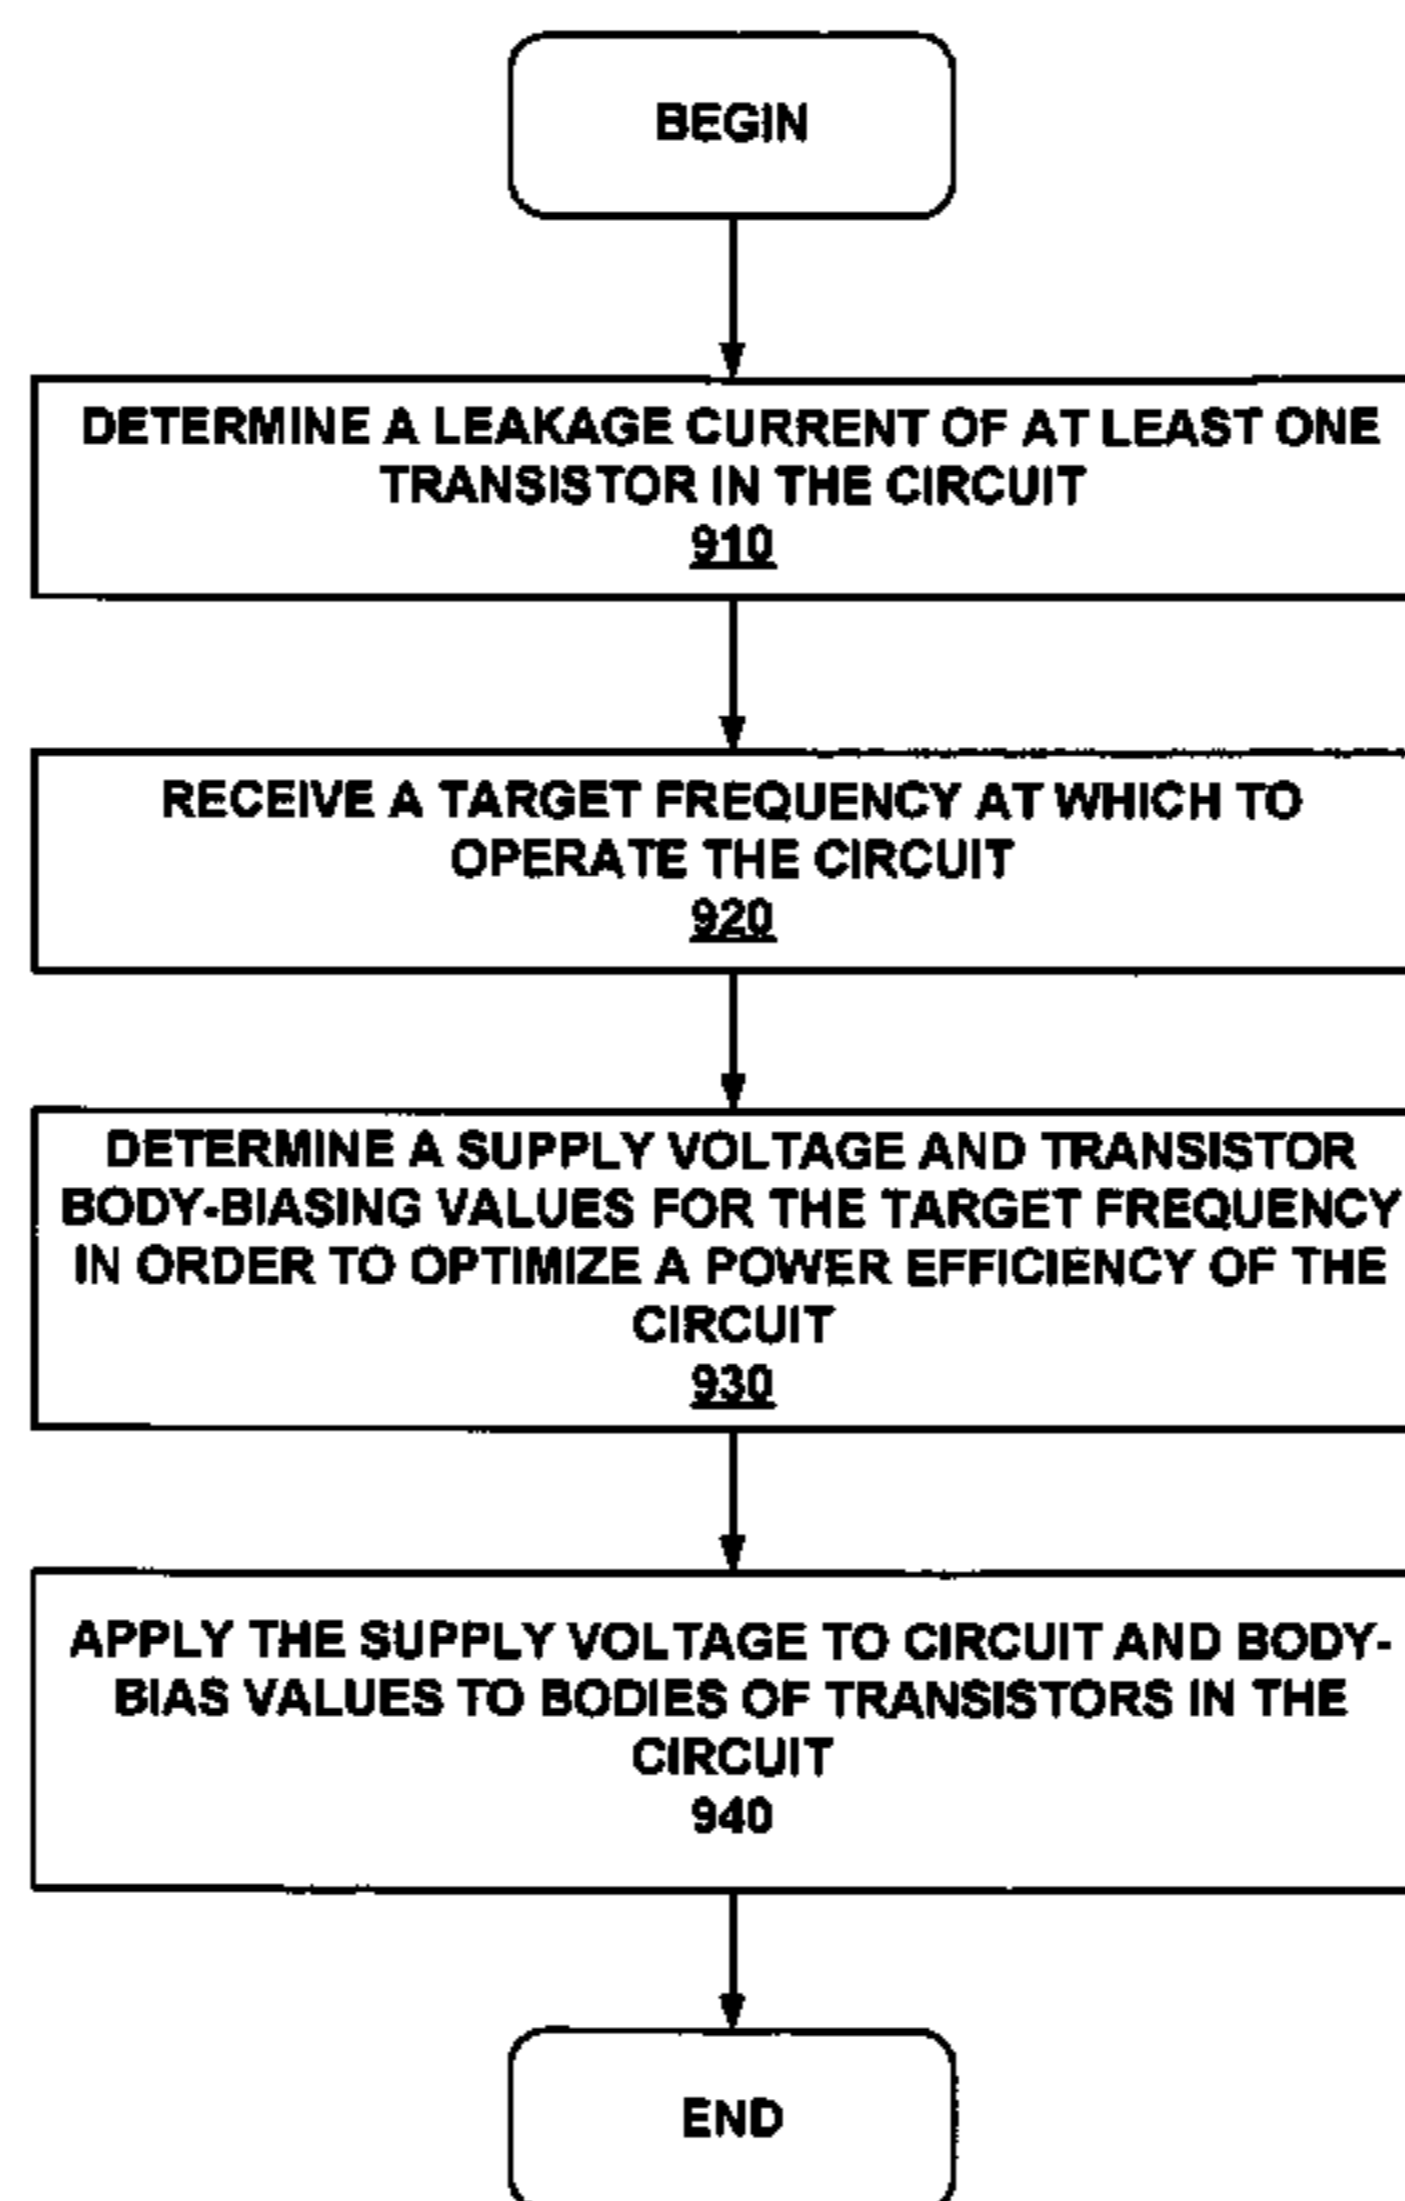 BEGIN
DETERMINE A LEAKAGE CURRENT OF AT LEAST ONE
TRANSISTOR IN THE CIRCUIT
910
RECEIVE A TARGET FREQUENCY AT WHICH TO
OPERATE THE CIRCUIT
920
DETERMINE A SUPPLY VOLTAGE AND TRANSISTOR
BODY-BIASING VALUES FOR THE TARGET FREQUENCY
IN ORDER TO OPTIMIZE A POWER EFFICIENCY OF THE
CIRCUIT
930
APPLY THE SUPPLY VOLTAGE TO CIRCUIT AND BODY-
BIAS VALUES TO BODIES OF TRANSISTORS IN THE
CIRCUIT
940
END